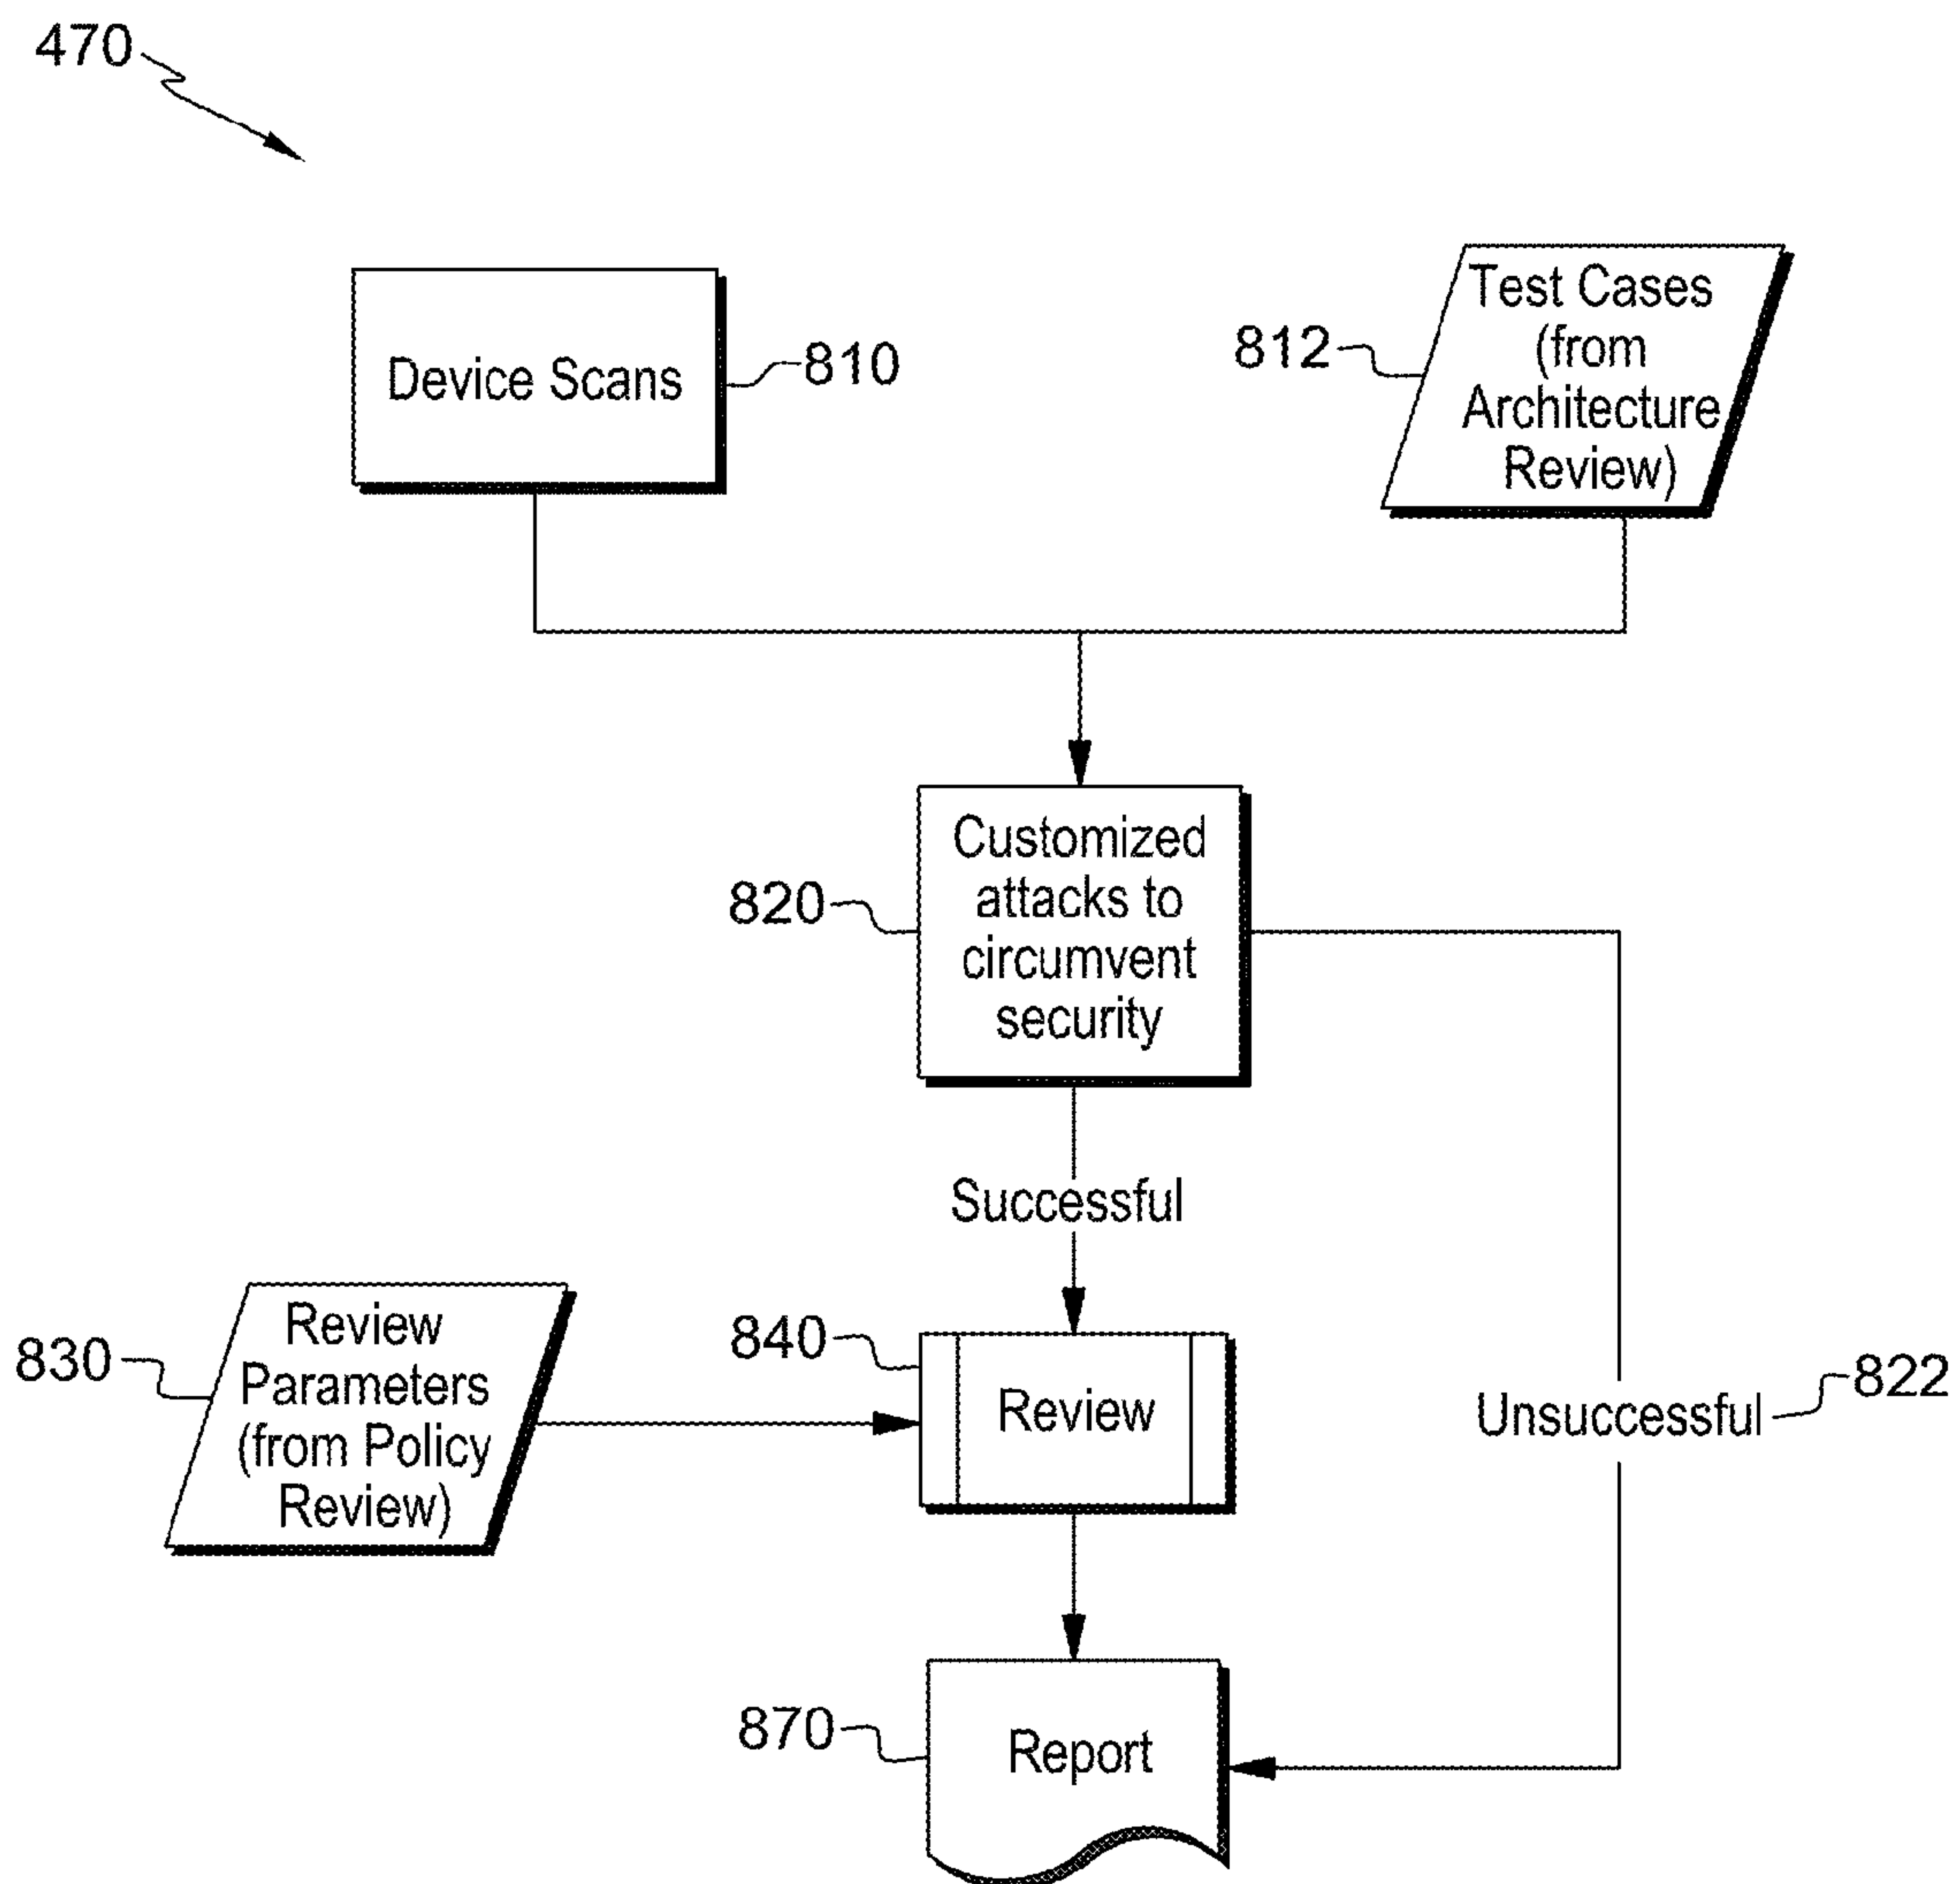 470
Device Scans
810
812
Test Cases
(from
Architecture
Review)
820
Customized
attacks to
circumvent
security
Successful
830
Review
Parameters
(from Policy
Review)
840
Review
Unsuccessful
822
870
Report